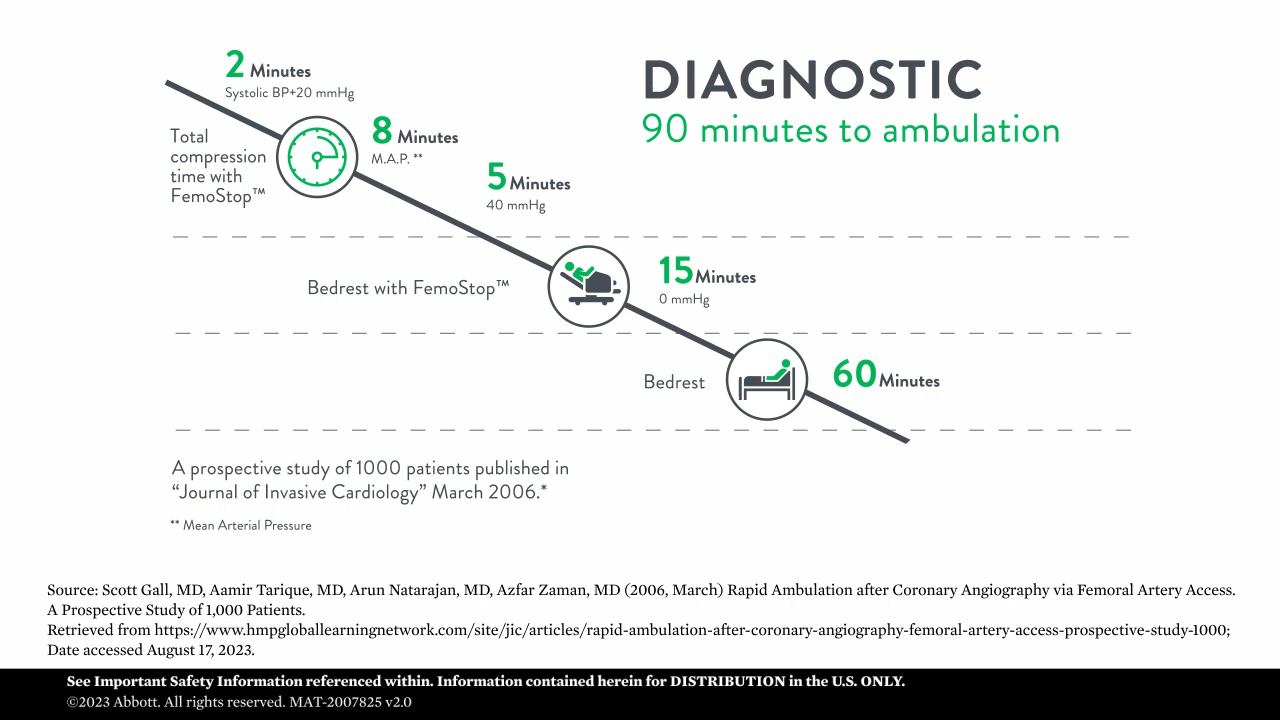 DIAGNOSTIC
90 minutes to ambulation
2 Minutes
Systolic BP+20 mmHg
Total
compression
time with
FemoStop™
8 Minutes
M.A.P. **
5 Minutes
40 mmHg
Bedrest with FemoStop™
15 Minutes
0 mmHg
Bedrest
60 Minutes
A prospective study of 1000 patients published in
“Journal of Invasive Cardiology” March 2006.*
** Mean Arterial Pressure
Source: Scott Gall, MD, Aamir Tarique, MD, Arun Natarajan, MD, Azfar Zaman, MD (2006, March) Rapid Ambulation after Coronary Angiography via Femoral Artery Access.
A Prospective Study of 1,000 Patients.
Retrieved from https://www.hmpgloballearningnetwork.com/site/jic/articles/rapid-ambulation-after-coronary-angiography-femoral-artery-access-prospective-study-1000;
Date accessed August 17, 2023.
See Important Safety Information referenced within. Information contained herein for DISTRIBUTION in the U.S. ONLY.
©2023 Abbott. All rights reserved. MAT-2007825 v2.0